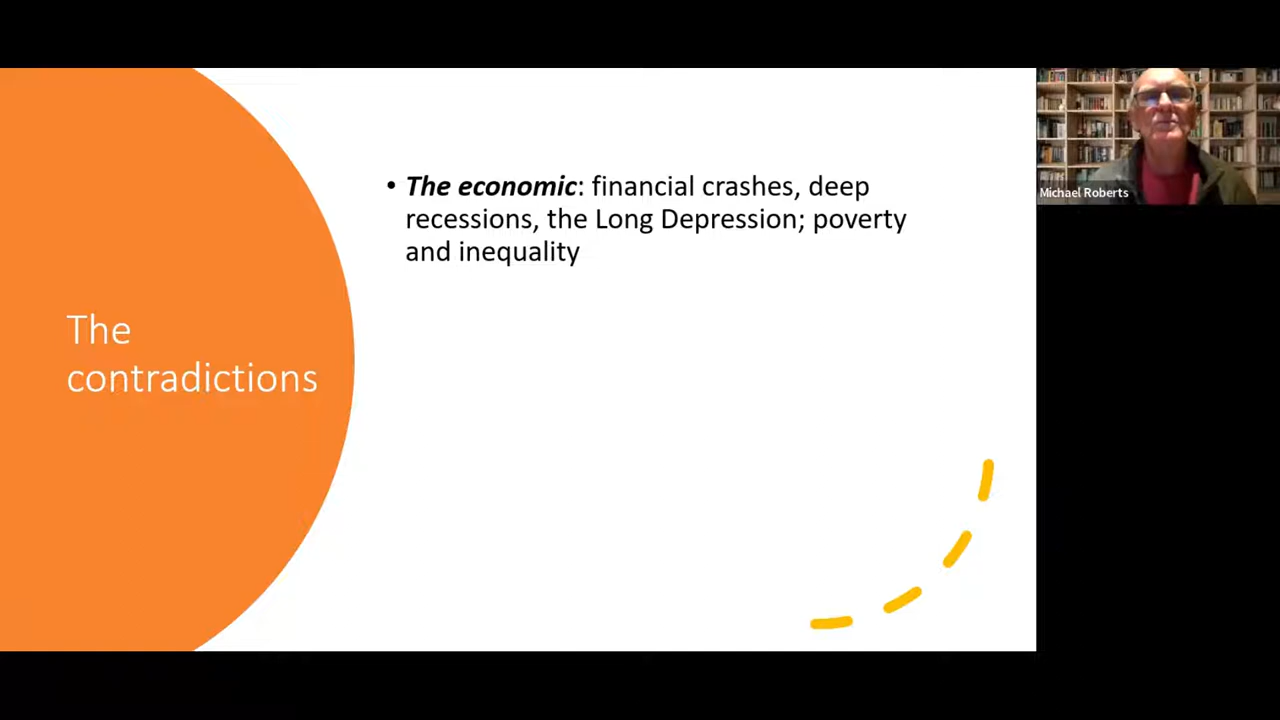 The
contradictions
• The economic: financial crashes, deep
recessions, the Long Depression; poverty
and inequality
Michael Roberts